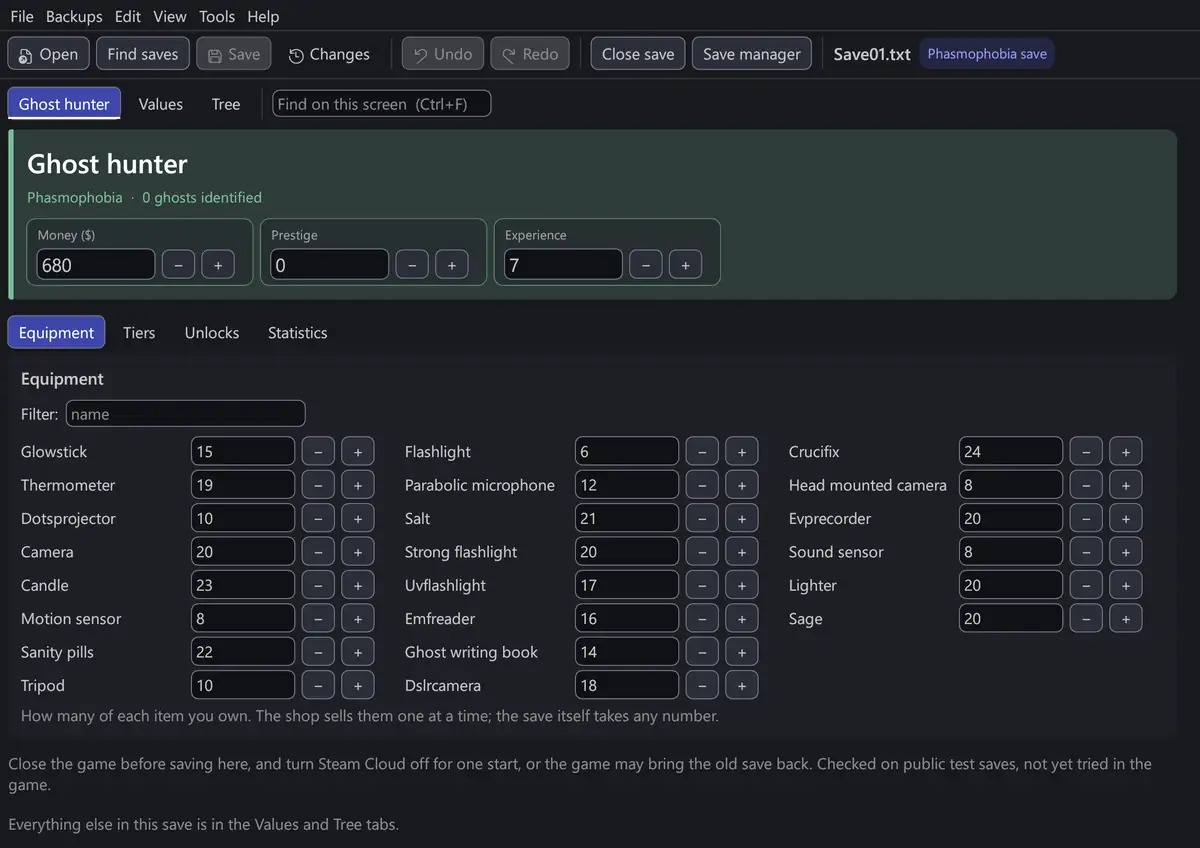 File Backups Edit View Tools Help
Open Find saves Save Changes Undo Redo Close save Save manager Save01.txt Phasmophobia save
Ghost hunter Values Tree Find on this screen (Ctrl+F)
Ghost hunter
Phasmophobia · 0 ghosts identified
Money ($) Prestige Experience
680 – + 0 – + 7 – +
Equipment Tiers Unlocks Statistics
Equipment
Filter: name
Glowstick 15 – + Flashlight 6 – + Crucifix 24 – +
Thermometer 19 – + Parabolic microphone 12 – + Head mounted camera 8 – +
Dotsprojector 10 – + Salt 21 – + Evprecorder 20 – +
Camera 20 – + Strong flashlight 20 – + Sound sensor 8 – +
Candle 23 – + Uvflashlight 17 – + Lighter 20 – +
Motion sensor 8 – + Emfreader 16 – + Sage 20 – +
Sanity pills 22 – + Ghost writing book 14 – +
Tripod 10 – + Dslrcamera 18 – +
How many of each item you own. The shop sells them one at a time; the save itself takes any number.
Close the game before saving here, and turn Steam Cloud off for one start, or the game may bring the old save back. Checked on public test saves, not yet tried in the
game.
Everything else in this save is in the Values and Tree tabs.